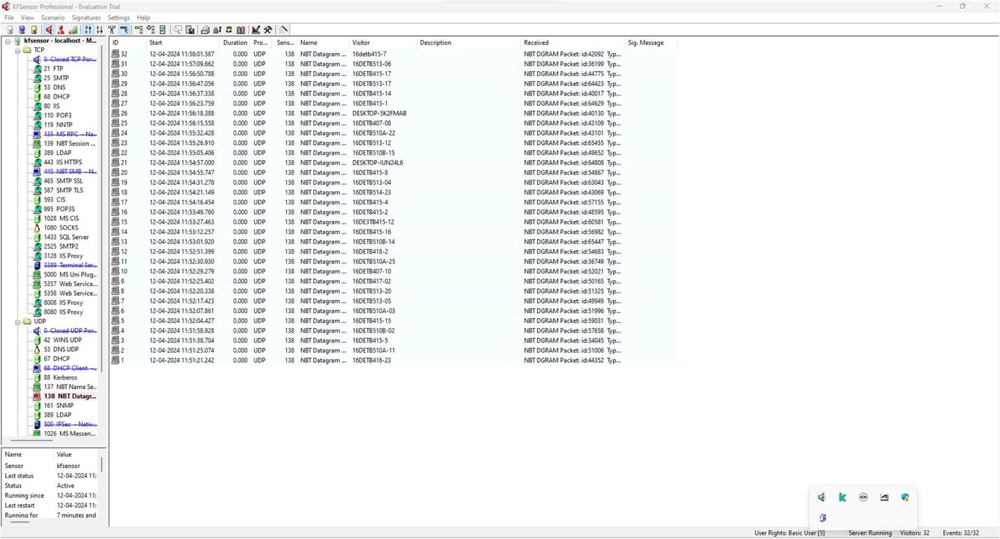 KFSensor Professional - Evaluation Trial
File View Scenario Signatures Settings Help
kfsensor - localhost - M...
TCP
0 Closed TCP Por...
21 FTP
25 SMTP
53 DNS
68 DHCP
80 IIS
110 POP3
119 NNTP
135 MS RPC - Na...
139 NBT Session ...
389 LDAP
443 IIS HTTPS
445 NBT SMB - N...
465 SMTP SSL
587 SMTP TLS
593 CIS
995 POP3S
1028 MS CIS
1080 SOCKS
1433 SQL Server
2525 SMTP2
3128 IIS Proxy
3389 Terminal Ser...
5000 MS Uni Plug...
5357 Web Service...
5358 Web Service...
8008 IIS Proxy
8080 IIS Proxy
UDP
0 Closed UDP Por...
42 WINS UDP
53 DNS UDP
67 DHCP
68 DHCP Client -...
88 Kerberos
137 NBT Name Se...
138 NBT Datagr...
161 SNMP
389 LDAP
500 IPSec - Nativ...
1026 MS Messen...
Name Value
Sensor kfsensor
Last status 12-04-2024 11:
Status Active
Running since 12-04-2024 11:
Last restart 12-04-2024 11:
Running for 7 minutes and
ID Start Duration Pro... Sens... Name Visitor Description Received Sig. Message
32 12-04-2024 11:58:01.587 0.000 UDP 138 NBT Datagram ... 16detb415-7 NBT DGRAM Packet: id:42092 Typ...
31 12-04-2024 11:57:09.662 0.000 UDP 138 NBT Datagram ... 16DETB513-06 NBT DGRAM Packet: id:36199 Typ...
30 12-04-2024 11:56:50.788 0.000 UDP 138 NBT Datagram ... 16DETB415-17 NBT DGRAM Packet: id:44775 Typ...
29 12-04-2024 11:56:47.056 0.000 UDP 138 NBT Datagram ... 16DETB513-17 NBT DGRAM Packet: id:64423 Typ...
28 12-04-2024 11:56:37.338 0.000 UDP 138 NBT Datagram ... 16DETB415-14 NBT DGRAM Packet: id:40017 Typ...
27 12-04-2024 11:56:23.759 0.000 UDP 138 NBT Datagram ... 16DETB415-1 NBT DGRAM Packet: id:64629 Typ...
26 12-04-2024 11:56:18.388 0.000 UDP 138 NBT Datagram ... DESKTOP-5K2FMAB NBT DGRAM Packet: id:40130 Typ...
25 12-04-2024 11:56:15.558 0.000 UDP 138 NBT Datagram ... 16DETB407-08 NBT DGRAM Packet: id:43109 Typ...
24 12-04-2024 11:55:32.428 0.000 UDP 138 NBT Datagram ... 16DETB510A-22 NBT DGRAM Packet: id:43101 Typ...
23 12-04-2024 11:55:26.910 0.000 UDP 138 NBT Datagram ... 16DETB513-12 NBT DGRAM Packet: id:65455 Typ...
22 12-04-2024 11:55:05.406 0.000 UDP 138 NBT Datagram ... 16DETB510B-15 NBT DGRAM Packet: id:49652 Typ...
21 12-04-2024 11:54:57.000 0.000 UDP 138 NBT Datagram ... DESKTOP-IUN24L6 NBT DGRAM Packet: id:64808 Typ...
20 12-04-2024 11:54:55.747 0.000 UDP 138 NBT Datagram ... 16DETB415-8 NBT DGRAM Packet: id:54867 Typ...
19 12-04-2024 11:54:31.278 0.000 UDP 138 NBT Datagram ... 16DETB513-04 NBT DGRAM Packet: id:63043 Typ...
18 12-04-2024 11:54:21.149 0.000 UDP 138 NBT Datagram ... 16DETB514-23 NBT DGRAM Packet: id:43069 Typ...
17 12-04-2024 11:54:16.454 0.000 UDP 138 NBT Datagram ... 16DETB415-4 NBT DGRAM Packet: id:57155 Typ...
16 12-04-2024 11:53:49.760 0.000 UDP 138 NBT Datagram ... 16DETB415-2 NBT DGRAM Packet: id:48595 Typ...
15 12-04-2024 11:53:27.463 0.000 UDP 138 NBT Datagram ... 16DE3TB415-12 NBT DGRAM Packet: id:60581 Typ...
14 12-04-2024 11:53:12.257 0.000 UDP 138 NBT Datagram ... 16DETB415-16 NBT DGRAM Packet: id:56982 Typ...
13 12-04-2024 11:53:01.920 0.000 UDP 138 NBT Datagram ... 16DETB510B-14 NBT DGRAM Packet: id:65447 Typ...
12 12-04-2024 11:52:51.399 0.000 UDP 138 NBT Datagram ... 16DETB418-2 NBT DGRAM Packet: id:54683 Typ...
11 12-04-2024 11:52:30.930 0.000 UDP 138 NBT Datagram ... 16DETB510A-25 NBT DGRAM Packet: id:36749 Typ...
10 12-04-2024 11:52:29.279 0.000 UDP 138 NBT Datagram ... 16DETB407-10 NBT DGRAM Packet: id:52021 Typ...
9 12-04-2024 11:52:25.402 0.000 UDP 138 NBT Datagram ... 16DETB417-02 NBT DGRAM Packet: id:50165 Typ...
8 12-04-2024 11:52:20.338 0.000 UDP 138 NBT Datagram ... 16DETB513-20 NBT DGRAM Packet: id:51325 Typ...
7 12-04-2024 11:52:17.423 0.000 UDP 138 NBT Datagram ... 16DETB513-05 NBT DGRAM Packet: id:49949 Typ...
6 12-04-2024 11:52:07.861 0.000 UDP 138 NBT Datagram ... 16DETB510A-03 NBT DGRAM Packet: id:51996 Typ...
5 12-04-2024 11:52:04.427 0.000 UDP 138 NBT Datagram ... 16DETB415-15 NBT DGRAM Packet: id:59031 Typ...
4 12-04-2024 11:51:58.928 0.000 UDP 138 NBT Datagram ... 16DETB510B-02 NBT DGRAM Packet: id:57658 Typ...
3 12-04-2024 11:51:38.704 0.000 UDP 138 NBT Datagram ... 16DETB415-5 NBT DGRAM Packet: id:34045 Typ...
2 12-04-2024 11:51:25.074 0.000 UDP 138 NBT Datagram ... 16DETB510A-11 NBT DGRAM Packet: id:51006 Typ...
1 12-04-2024 11:51:21.242 0.000 UDP 138 NBT Datagram ... 16DETB416-23 NBT DGRAM Packet: id:44352 Typ...
User Rights: Basic User [5] Server: Running Visitors: 32 Events: 32/32